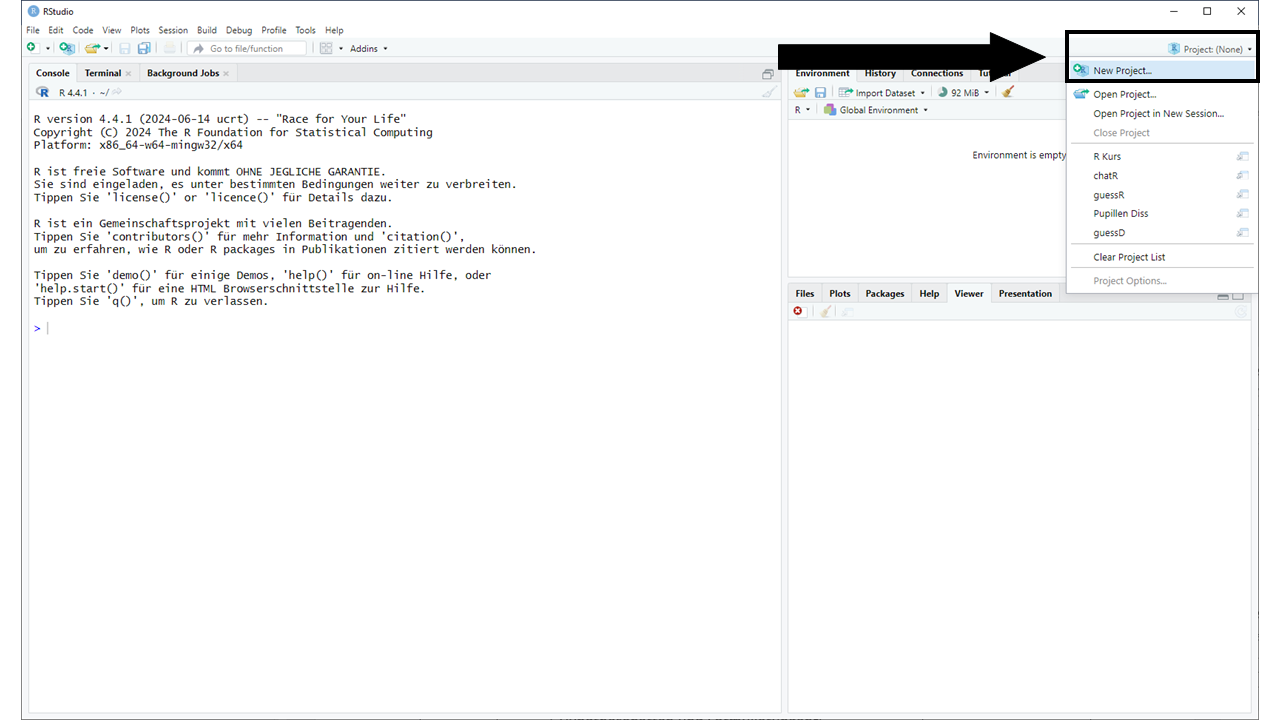 RStudio
File Edit Code View Plots Session Build Debug Profile Tools Help
Go to file/function Addins
Project: (None)
Console Terminal Background Jobs
R 4.4.1 · ~/
R version 4.4.1 (2024-06-14 ucrt) -- "Race for Your Life"
Copyright (C) 2024 The R Foundation for Statistical Computing
Platform: x86_64-w64-mingw32/x64
R ist freie Software und kommt OHNE JEGLICHE GARANTIE.
Sie sind eingeladen, es unter bestimmten Bedingungen weiter zu verbreiten.
Tippen Sie 'license()' or 'licence()' für Details dazu.
R ist ein Gemeinschaftsprojekt mit vielen Beitragenden.
Tippen Sie 'contributors()' für mehr Information und 'citation()',
um zu erfahren, wie R oder R packages in Publikationen zitiert werden können.
Tippen Sie 'demo()' für einige Demos, 'help()' für on-line Hilfe, oder
'help.start()' für eine HTML Browserschnittstelle zur Hilfe.
Tippen Sie 'q()', um R zu verlassen.
>
Environment History Connections
Import Dataset 92 MiB
R Global Environment
Environment is empty
New Project...
Open Project...
Open Project in New Session...
Close Project
R Kurs
chatR
guessR
Pupillen Diss
guessD
Clear Project List
Project Options...
Files Plots Packages Help Viewer Presentation